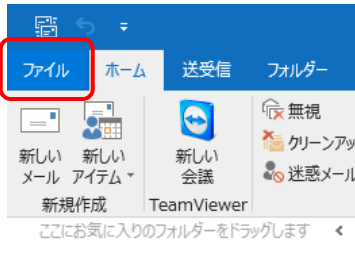 ファイル ホーム 送受信 フォルダー
新しい メール
新しい アイテム
新しい 会議
無視
クリーンアッ
迷惑メール
新規作成 TeamViewer
ここにお気に入りのフォルダーをドラッグします